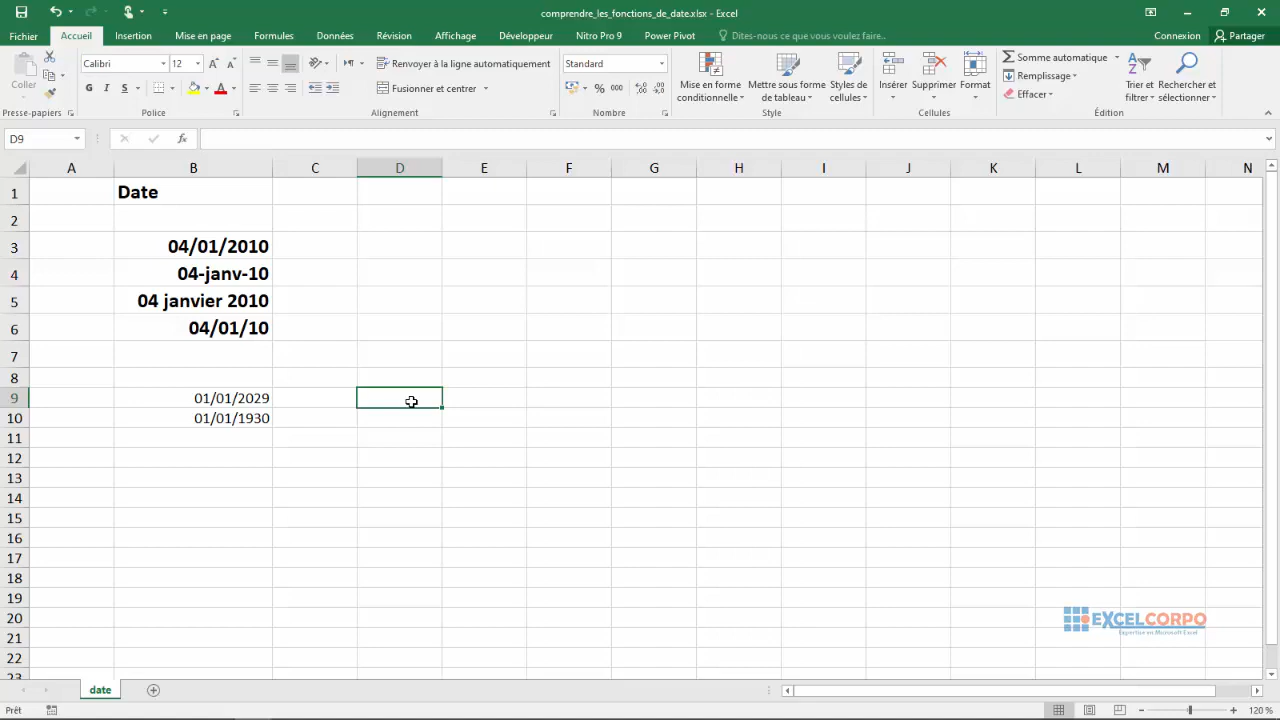 comprendre_les_fonctions_de_date.xlsx - Excel
Fichier Accueil Insertion Mise en page Formules Données Révision Affichage Développeur Nitro Pro 9 Power Pivot Dites-nous ce que vous voulez faire... Connexion Partager
Coller
Calibri 12
G I S
Renvoyer à la ligne automatiquement
Fusionner et centrer
Standard
% 000
Mise en forme conditionnelle
Mettre sous forme de tableau
Styles de cellules
Insérer Supprimer Format
Somme automatique
Remplissage
Effacer
Trier et filtrer
Rechercher et sélectionner
Presse-papiers Police Alignement Nombre Style Cellules Édition
D9 fx
A B C D E F G H I J K L M N
1 Date
2
3 04/01/2010
4 04-janv-10
5 04 janvier 2010
6 04/01/10
7
8
9 01/01/2029
10 01/01/1930
11
12
13
14
15
16
17
18
19
20
21
22
23
EXCELCORPO
Expertise en Microsoft Excel
date
Prêt 120 %